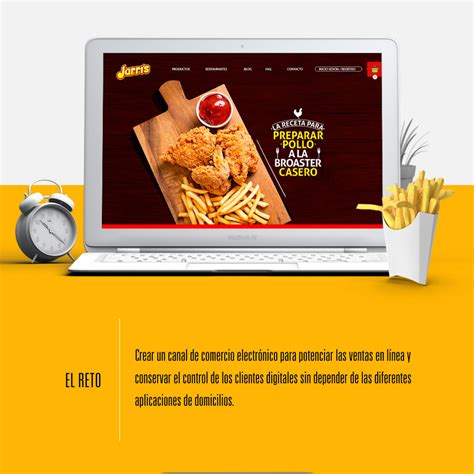 Jarris
PRODUCTOS RESTAURANTES BLOG FAQ CONTACTO INICIO SESIÓN / REGISTRO
LA RECETA PARA
PREPARAR
POLLO
A LA
BROASTER
CASERO
EL RETO
Crear un canal de comercio electrónico para potenciar las ventas en línea y
conservar el control de los clientes digitales sin depender de las diferentes
aplicaciones de domicilios.